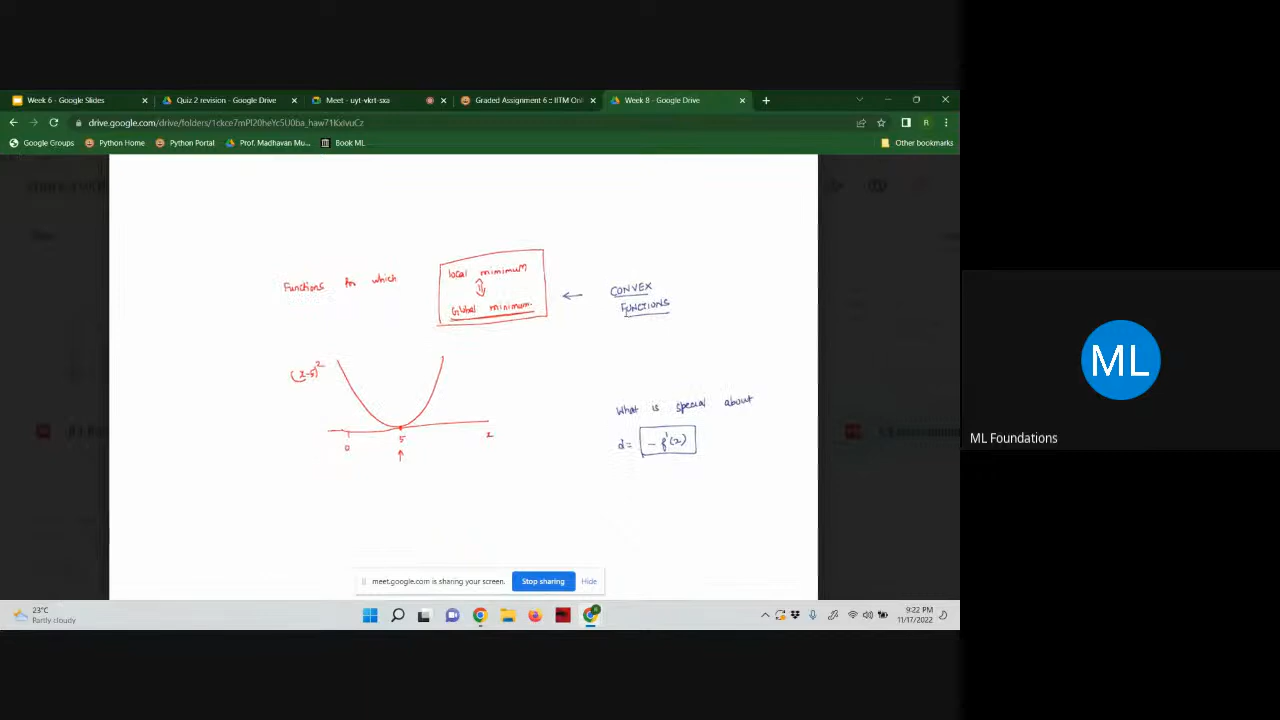 Week 6 - Google Slides
Quiz 2 revision - Google Drive
Meet - uyt-vkrt-sxa
Graded Assignment 6 :: IITM Onl
Week 8 - Google Drive
Google Groups
Python Home
Python Portal
Prof. Madhavan Mu...
Book ML
Other bookmarks
R
Functions for which
local minimum
⇕
Global minimum
←
CONVEX
FUNCTIONS
(x-5)²
0
5
x
What is special about
d = - f'(x)
ML
ML Foundations
meet.google.com is sharing your screen.
Stop sharing
Hide
23°C
Partly cloudy
9:22 PM
11/17/2022